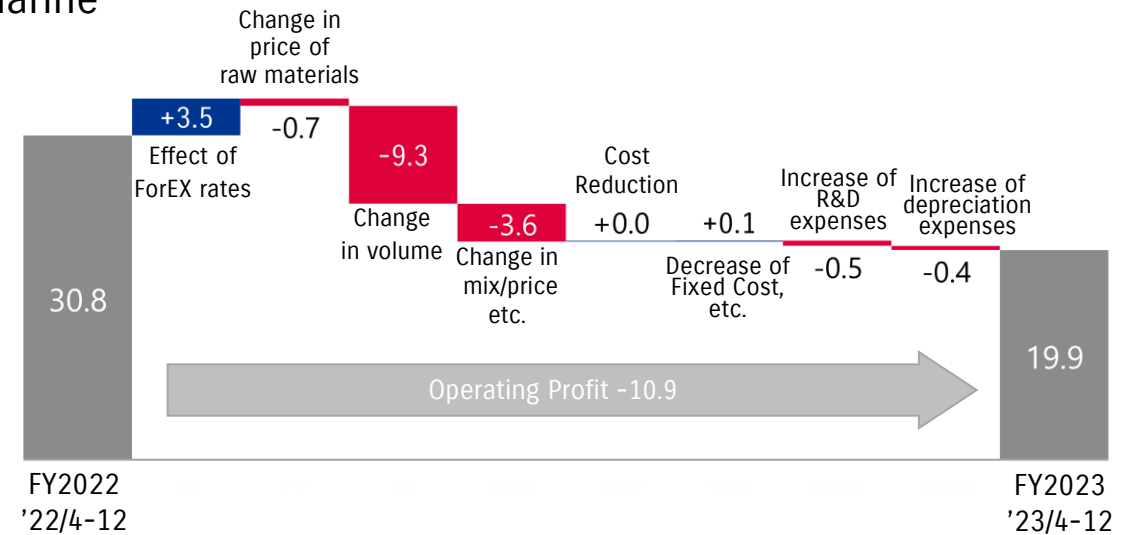 Change in
price of
raw materials
+3.5
-0.7
Effect of
ForEX rates
-9.3
Change
in volume
-3.6
Change in
mix/price
etc.
Cost
Reduction
+0.0
+0.1
Decrease of
Fixed Cost,
etc.
Increase of
R&D
expenses
-0.5
Increase of
depreciation
expenses
-0.4
30.8
Operating Profit -10.9
19.9
FY2022
'22/4-12
FY2023
'23/4-12